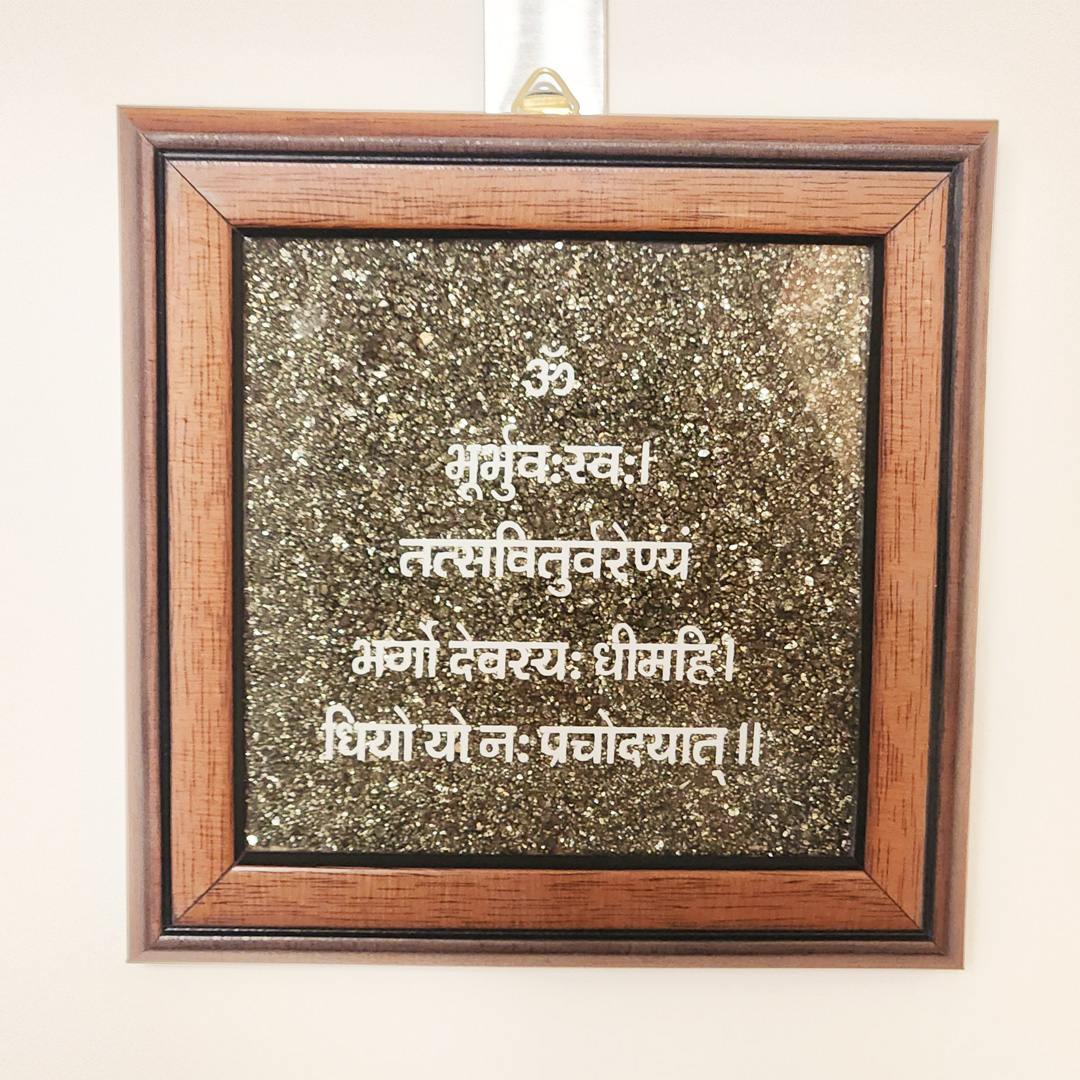 ॐ
भूर्भुवःस्वः।
तत्सवितुर्वरेण्यं
भर्गो देवस्यः धीमहि।
धियो यो नः प्रचोदयात्॥